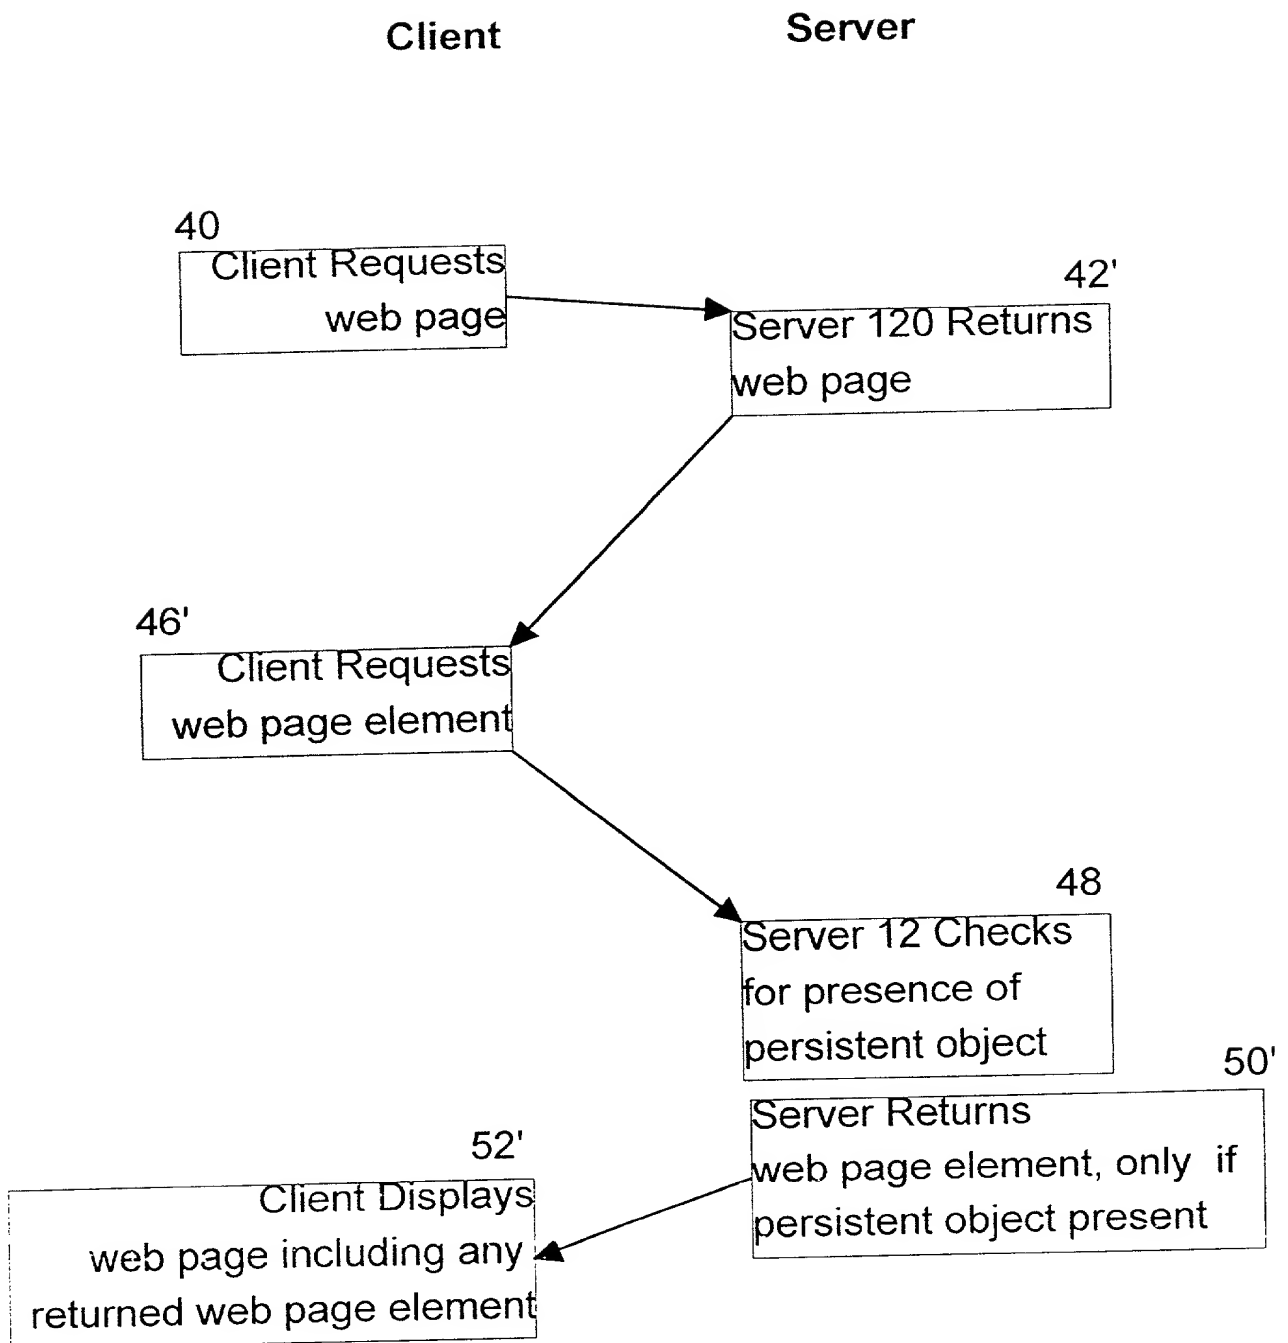 Client
Server
40
Client Requests
web page
42'
Server 120 Returns
web page
46'
Client Requests
web page element
48
Server 12 Checks
for presence of
persistent object
50'
Server Returns
web page element, only if
persistent object present
52'
Client Displays
web page including any
returned web page element